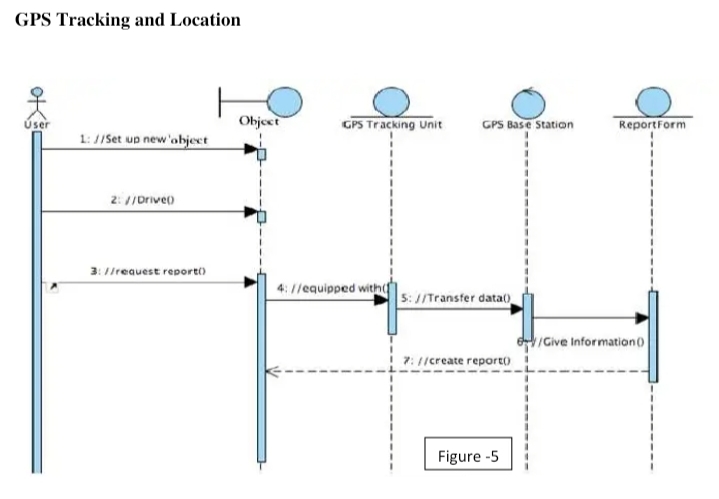 GPS Tracking and Location
User
Object
GPS Tracking Unit
GPS Base Station
ReportForm
1: //Set up new object
2: //Drive()
3: //request report()
4: //equipped with()
5: //Transfer data()
6: //Give Information()
7: //create report()
Figure -5